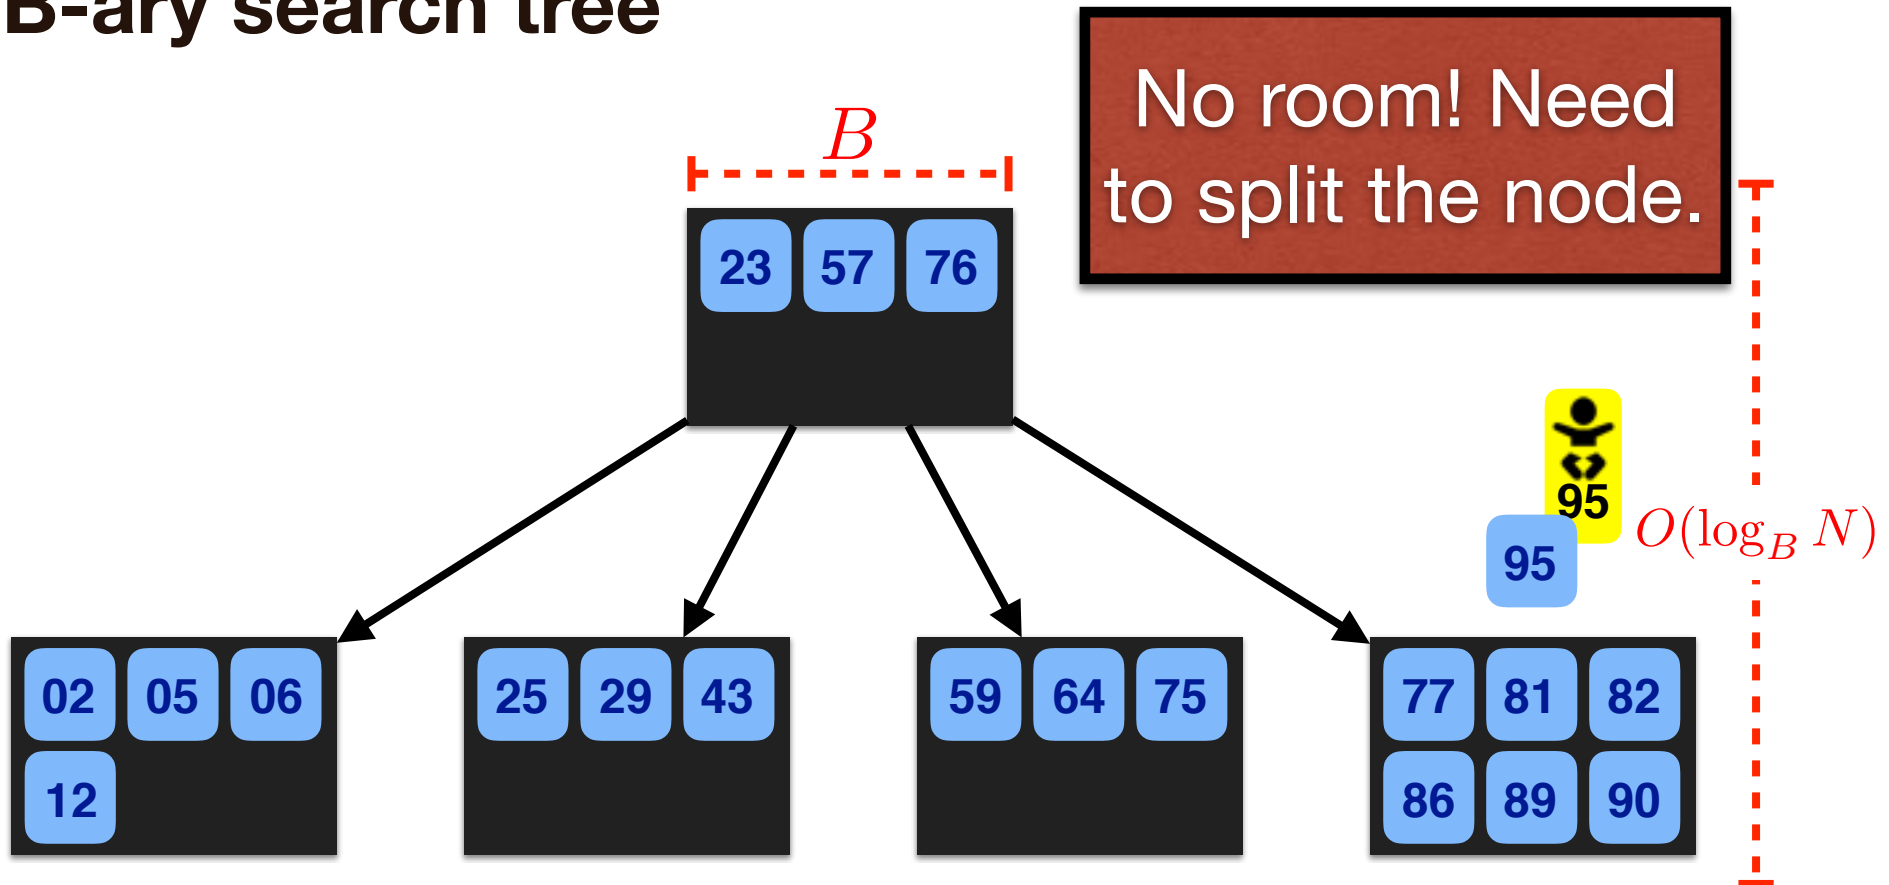 B-ary search tree
No room! Need
to split the node.
B
23 57 76
95
O(log_B N)
95
02 05 06
12
25 29 43
59 64 75
77 81 82
86 89 90